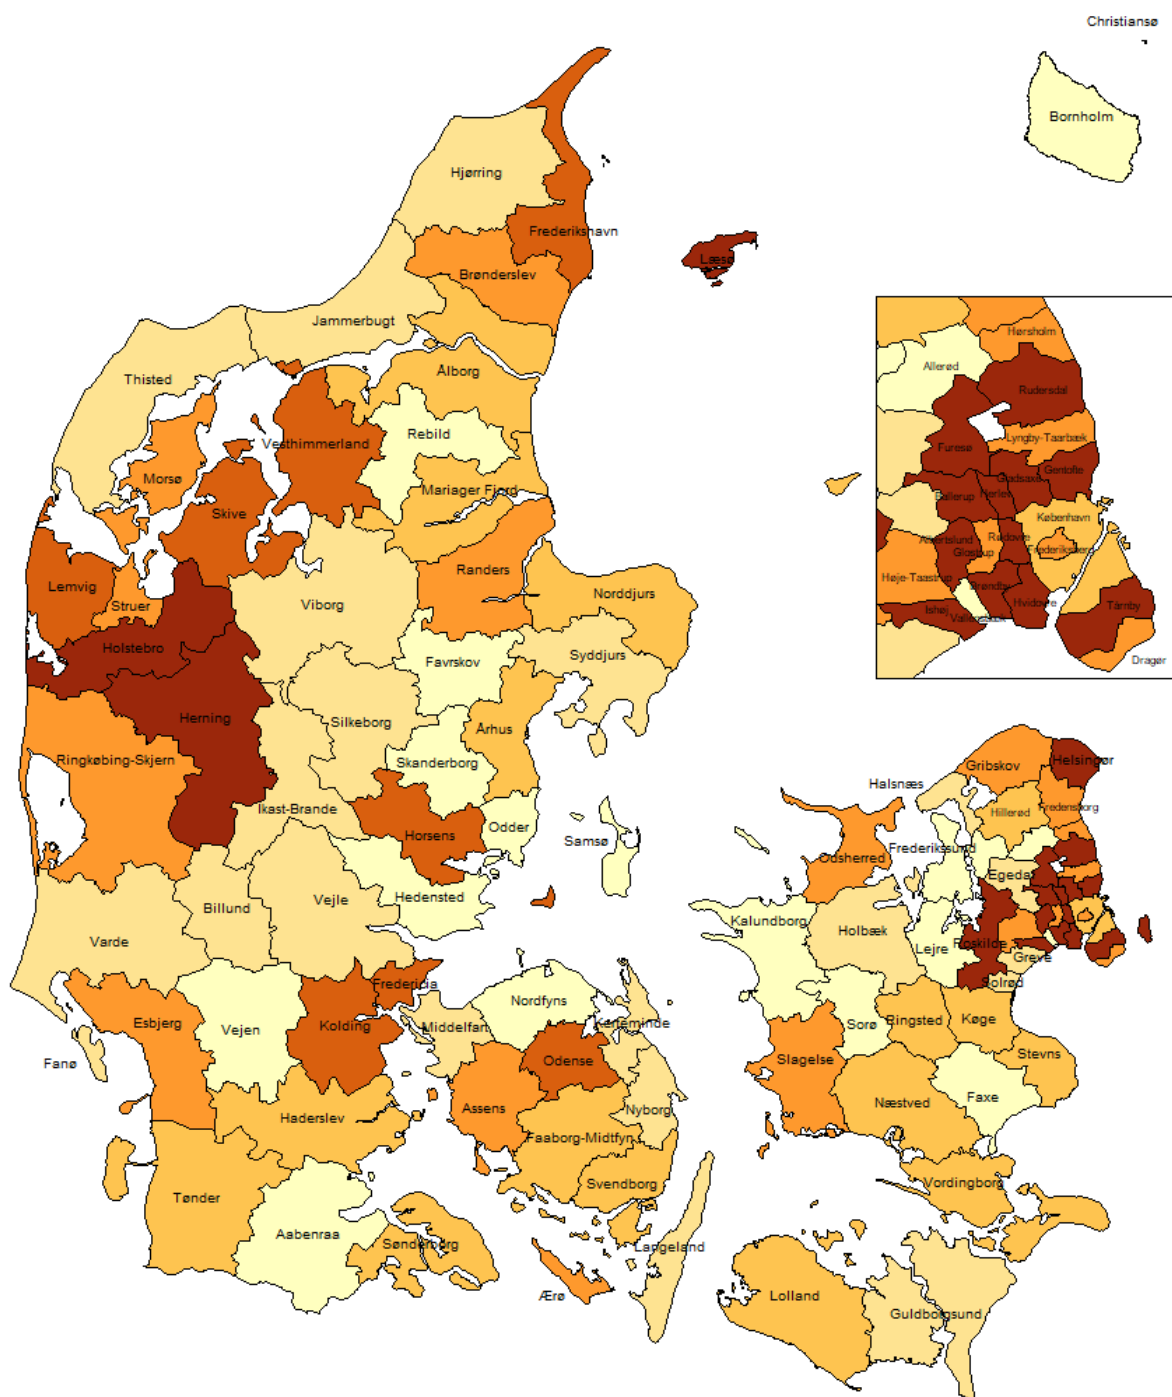 Christiansø
Bornholm
Hjørring
Frederikshavn
Læsø
Brønderslev
Jammerbugt
Thisted
Ålborg
Rebild
Vesthimmerland
Morsø
Mariager Fjord
Skive
Randers
Lemvig
Struer
Viborg
Norddjurs
Holstebro
Favrskov
Syddjurs
Herning
Silkeborg
Århus
Ringkøbing-Skjern
Skanderborg
Ikast-Brande
Horsens
Odder
Samsø
Hedensted
Billund
Vejle
Varde
Fredericia
Esbjerg
Vejen
Kolding
Nordfyns
Middelfart
Kerteminde
Fanø
Odense
Assens
Nyborg
Haderslev
Faaborg-Midtfyn
Svendborg
Tønder
Aabenraa
Sønderborg
Langeland
Ærø
Hørsholm
Allerød
Rudersdal
Lyngby-Taarbæk
Furesø
Gentofte
Gladsaxe
Ballerup
Herlev
København
Albertslund
Rødovre
Glostrup
Frederiksberg
Høje-Taastrup
Brøndby
Ishøj
Hvidovre
Vallensbæk
Tårnby
Dragør
Helsingør
Gribskov
Halsnæs
Fredensborg
Hillerød
Frederikssund
Odsherred
Egedal
Kalundborg
Holbæk
Lejre
Roskilde
Greve
Solrød
Sorø
Ringsted
Køge
Stevns
Slagelse
Næstved
Faxe
Vordingborg
Lolland
Guldborgsund